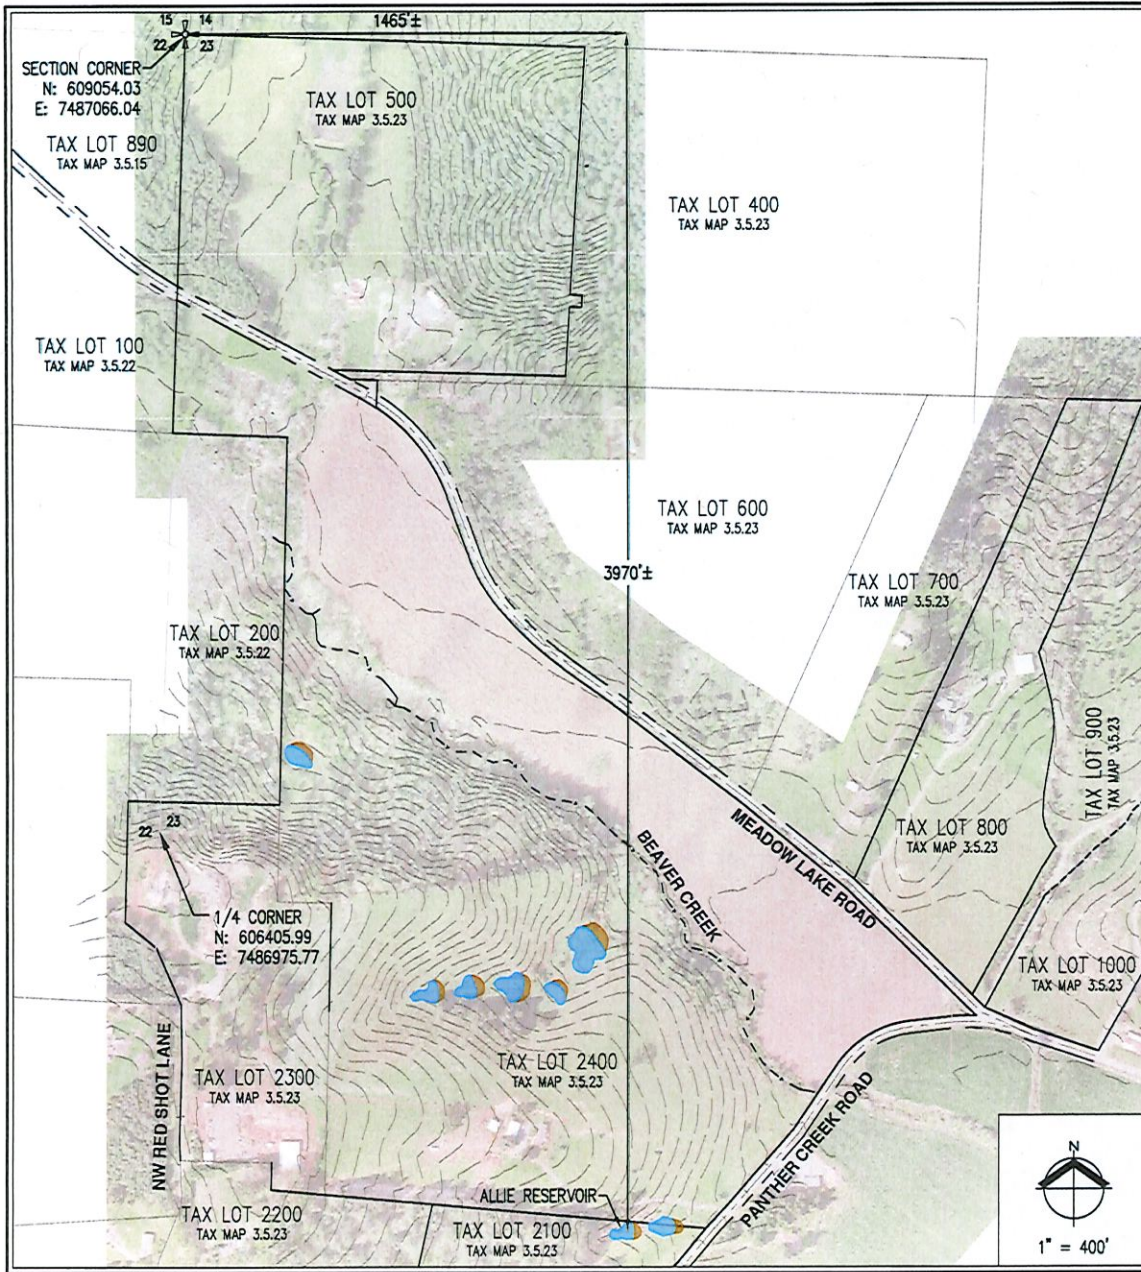 1465'±
15 14
22 23
SECTION CORNER
N: 609054.03
E: 7487066.04
TAX LOT 500
TAX MAP 3.5.23
TAX LOT 890
TAX MAP 3.5.15
TAX LOT 400
TAX MAP 3.5.23
TAX LOT 100
TAX MAP 3.5.22
TAX LOT 600
TAX MAP 3.5.23
3970'±
TAX LOT 700
TAX MAP 3.5.23
TAX LOT 200
TAX MAP 3.5.22
TAX LOT 900
TAX MAP 3.5.23
22 23
MEADOW LAKE ROAD
BEAVER CREEK
TAX LOT 800
TAX MAP 3.5.23
1/4 CORNER
N: 606405.99
E: 7486975.77
TAX LOT 1000
TAX MAP 3.5.23
NW RED SHOT LANE
TAX LOT 2300
TAX MAP 3.5.23
TAX LOT 2400
TAX MAP 3.5.23
PANTHER CREEK ROAD
ALLIE RESERVOIR
TAX LOT 2200
TAX MAP 3.5.23
TAX LOT 2100
TAX MAP 3.5.23
N
1" = 400'